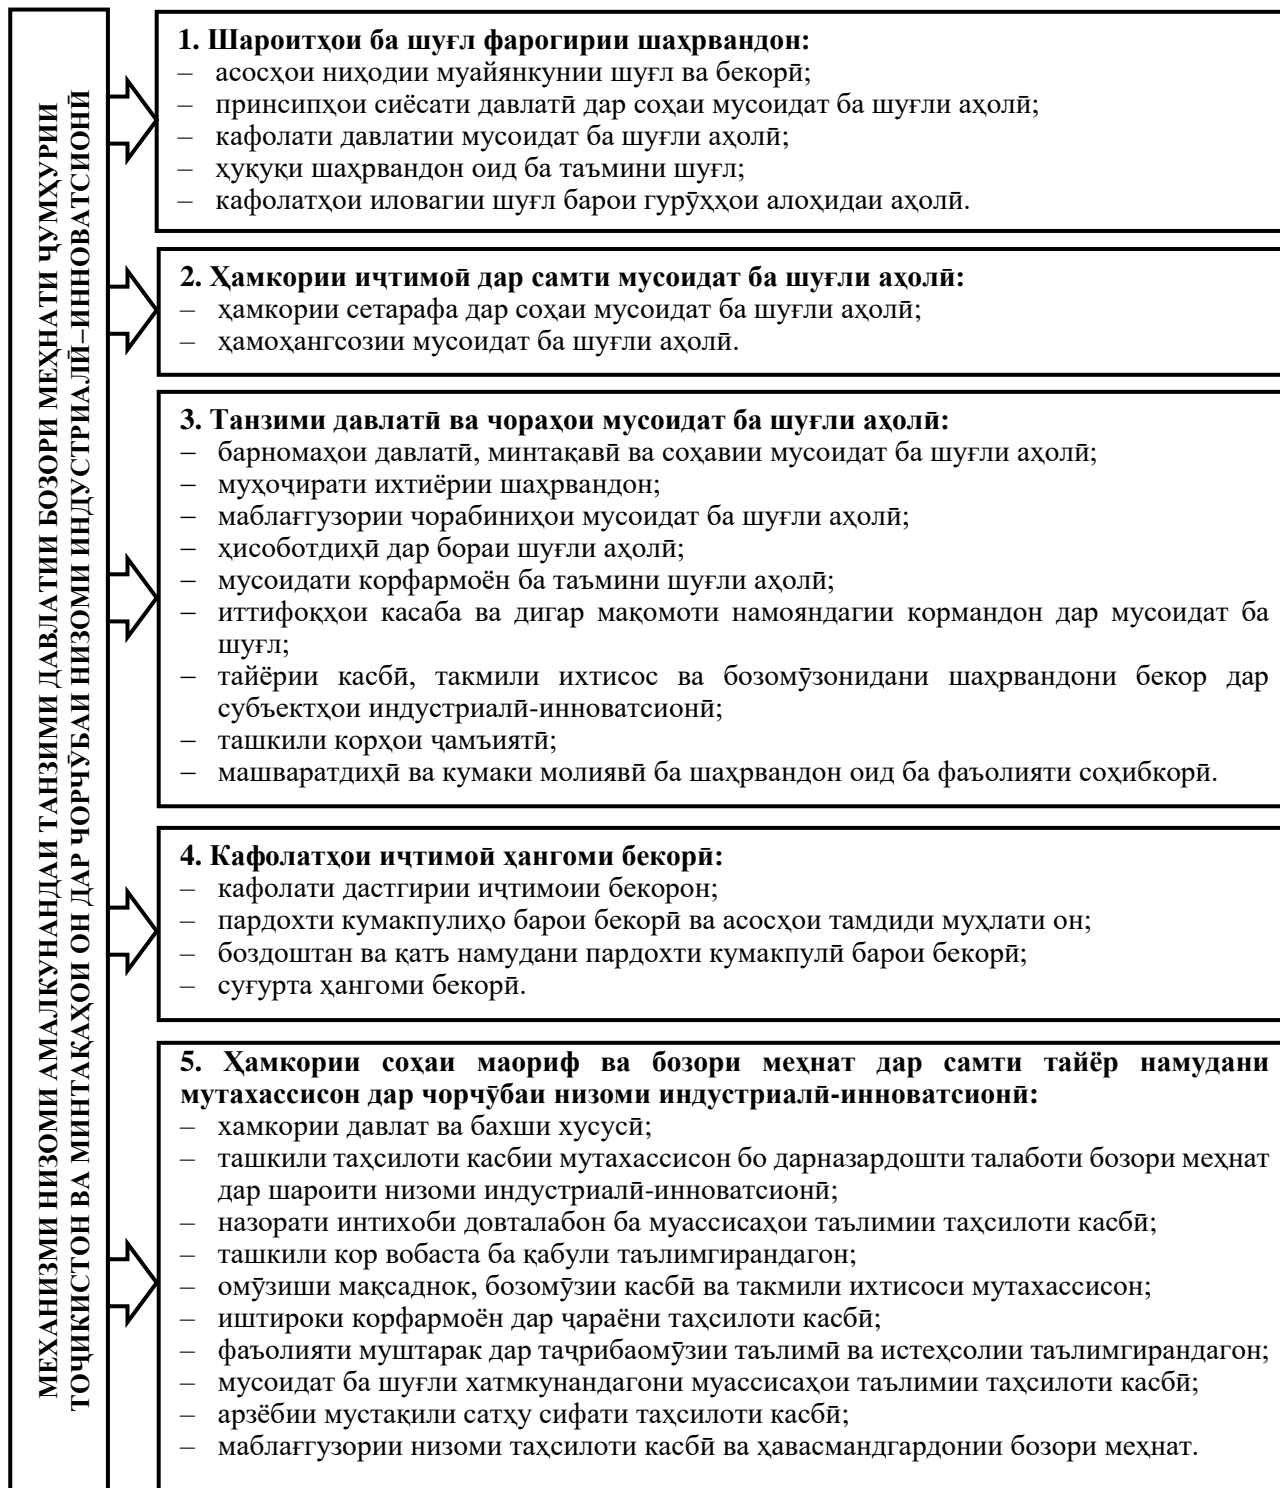 МЕХАНИЗМИ НИЗОМИ АМАЛКУНАНДАИ ТАНЗИМИ ДАВЛАТИИ БОЗОРИ МЕҲНАТИ ҶУМҲУРИИ
ТОҶИКИСТОН ВА МИНТАҚАҲОИ ОН ДАР ЧОРЧӮБАИ НИЗОМИ ИНДУСТРИАЛӢ–ИННОВАТСИОНӢ
1. Шароитҳои ба шуғл фарогирии шаҳрвандон:
– асосҳои ниҳодии муайянкунии шуғл ва бекорӣ;
– принсипҳои сиёсати давлатӣ дар соҳаи мусоидат ба шуғли аҳолӣ;
– кафолати давлатии мусоидат ба шуғли аҳолӣ;
– ҳуқуқи шаҳрвандон оид ба таъмини шуғл;
– кафолатҳои иловагии шуғл барои гурӯҳҳои алоҳидаи аҳолӣ.
2. Ҳамкории иҷтимоӣ дар самти мусоидат ба шуғли аҳолӣ:
– ҳамкории сетарафа дар соҳаи мусоидат ба шуғли аҳолӣ;
– ҳамоҳангсозии мусоидат ба шуғли аҳолӣ.
3. Танзими давлатӣ ва чораҳои мусоидат ба шуғли аҳолӣ:
– барномаҳои давлатӣ, минтақавӣ ва соҳавии мусоидат ба шуғли аҳолӣ;
– муҳоҷирати ихтиёрии шаҳрвандон;
– маблағгузории чорабиниҳои мусоидат ба шуғли аҳолӣ;
– ҳисоботдиҳӣ дар бораи шуғли аҳолӣ;
– мусоидати корфармоён ба таъмини шуғли аҳолӣ;
– иттифоқҳои касаба ва дигар мақомоти намояндагии кормандон дар мусоидат ба
шуғл;
– тайёрии касбӣ, такмили ихтисос ва бозомӯзонидани шаҳрвандони бекор дар
субъектҳои индустриалӣ-инноватсионӣ;
– ташкили корҳои ҷамъиятӣ;
– машваратдиҳӣ ва кумаки молиявӣ ба шаҳрвандон оид ба фаъолияти соҳибкорӣ.
4. Кафолатҳои иҷтимоӣ ҳангоми бекорӣ:
– кафолати дастгирии иҷтимоии бекорон;
– пардохти кумакпулиҳо барои бекорӣ ва асосҳои тамдиди муҳлати он;
– боздоштан ва қатъ намудани пардохти кумакпулӣ барои бекорӣ;
– суғурта ҳангоми бекорӣ.
5. Ҳамкории соҳаи маориф ва бозори меҳнат дар самти тайёр намудани
мутахассисон дар чорчӯбаи низоми индустриалӣ-инноватсионӣ:
– хамкории давлат ва бахши хусусӣ;
– ташкили таҳсилоти касбии мутахассисон бо дарназардошти талаботи бозори меҳнат
дар шароити низоми индустриалӣ-инноватсионӣ;
– назорати интихоби довталабон ба муассисаҳои таълимии таҳсилоти касбӣ;
– ташкили кор вобаста ба қабули таълимгирандагон;
– омӯзиши мақсаднок, бозомӯзии касбӣ ва такмили ихтисоси мутахассисон;
– иштироки корфармоён дар ҷараёни таҳсилоти касбӣ;
– фаъолияти муштарак дар таҷрибаомӯзии таълимӣ ва истеҳсолии таълимгирандагон;
– мусоидат ба шуғли хатмкунандагони муассисаҳои таълимии таҳсилоти касбӣ;
– арзёбии мустақили сатҳу сифати таҳсилоти касбӣ;
– маблағгузории низоми таҳсилоти касбӣ ва ҳавасмандгардонии бозори меҳнат.